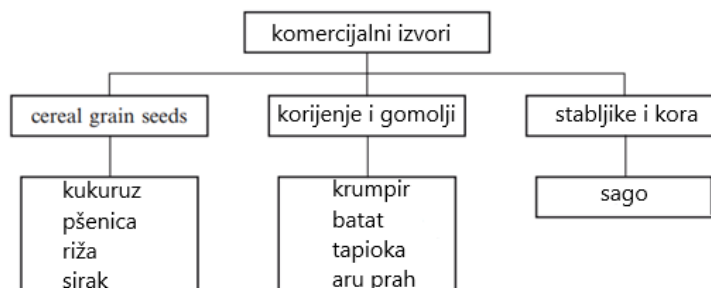 komercijalni izvori
cereal grain seeds
korijenje i gomolji
stabljike i kora
kukuruz
pšenica
riža
sirak
krumpir
batat
tapioka
aru prah
sago